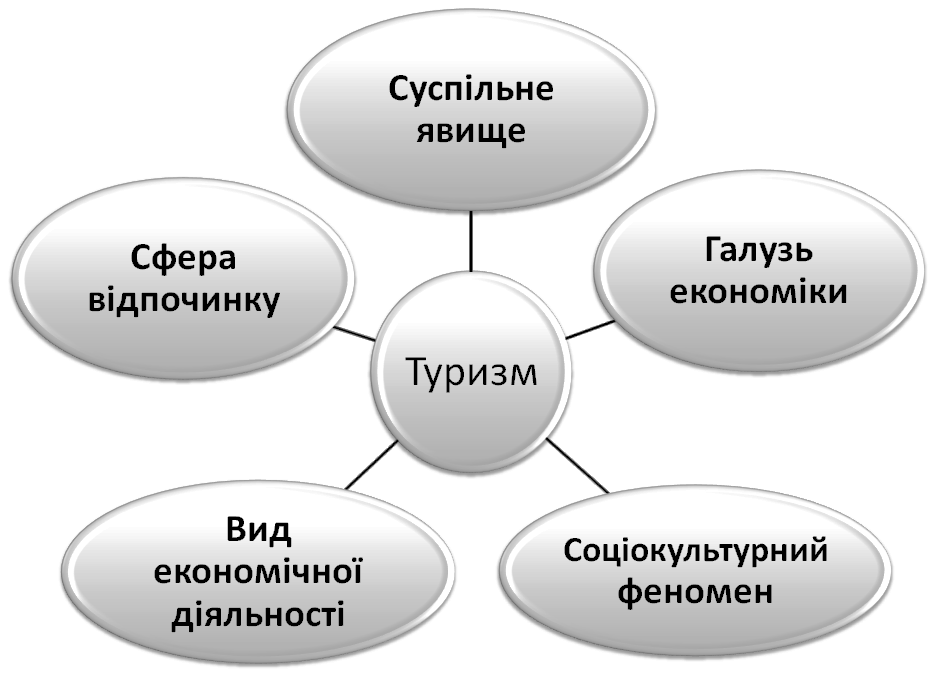 Суспільне
явище
Галузь
економіки
Сфера
відпочинку
Туризм
Вид
економічної
діяльності
Соціокультурний
феномен